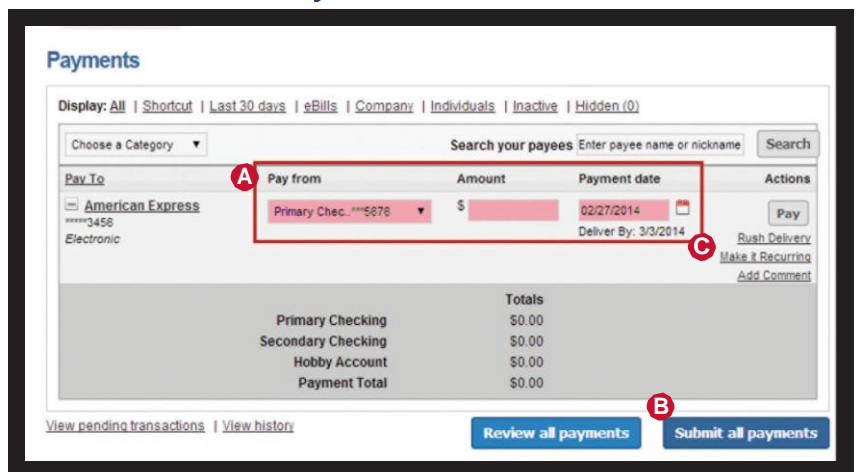 Payments
Display: All | Shortcut | Last 30 days | eBills | Company | Individuals | Inactive | Hidden (0)
Choose a Category ▼ Search your payees Enter payee name or nickname Search
Pay To A Pay from Amount Payment date Actions
American Express Primary Chec..***5678 ▼ $ 02/27/2014 Pay
*****3456 Deliver By: 3/3/2014 C Rush Delivery
Electronic Make it Recurring
Add Comment
Totals
Primary Checking $0.00
Secondary Checking $0.00
Hobby Account $0.00
Payment Total $0.00
B
View pending transactions | View history Review all payments Submit all payments